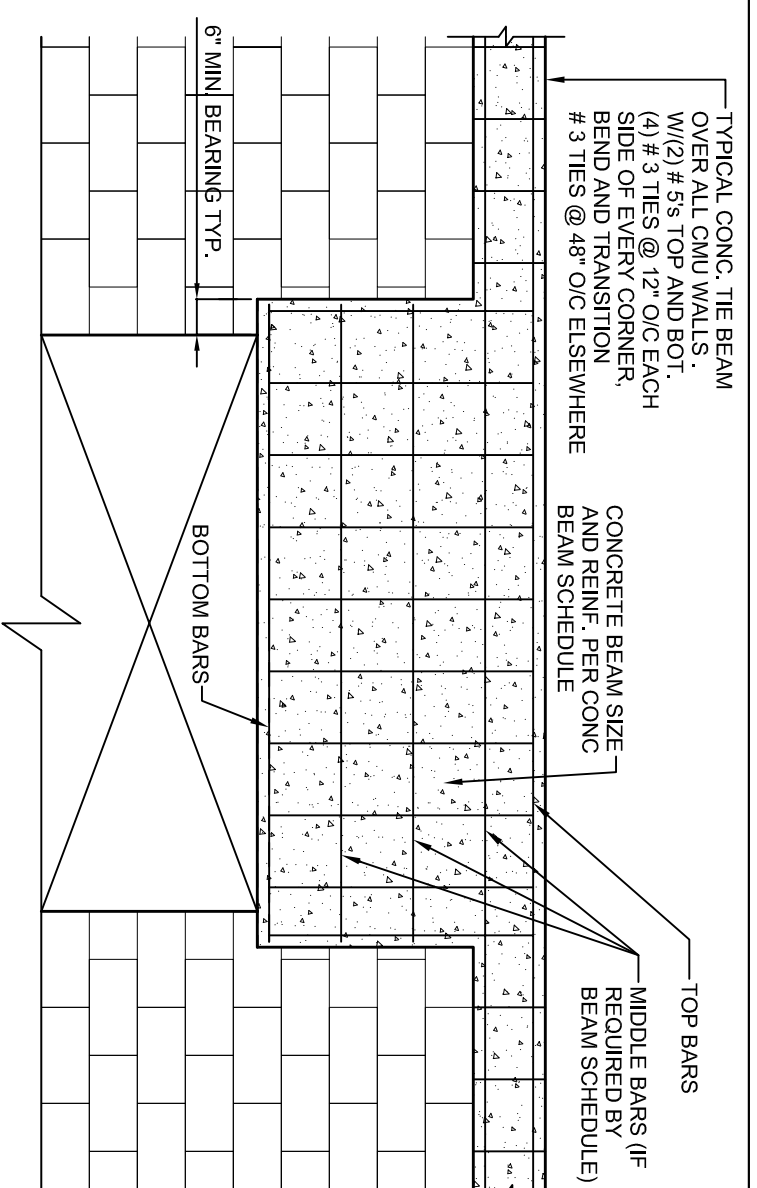 TYPICAL CONC. TIE BEAM
OVER ALL CMU WALLS .
W/(2) # 5's TOP AND BOT.
(4) # 3 TIES @ 12" O/C EACH
SIDE OF EVERY CORNER,
BEND AND TRANSITION
# 3 TIES @ 48" O/C ELSEWHERE
CONCRETE BEAM SIZE
AND REINF. PER CONC
BEAM SCHEDULE
TOP BARS
MIDDLE BARS (IF
REQUIRED BY
BEAM SCHEDULE)
6" MIN. BEARING TYP.
BOTTOM BARS